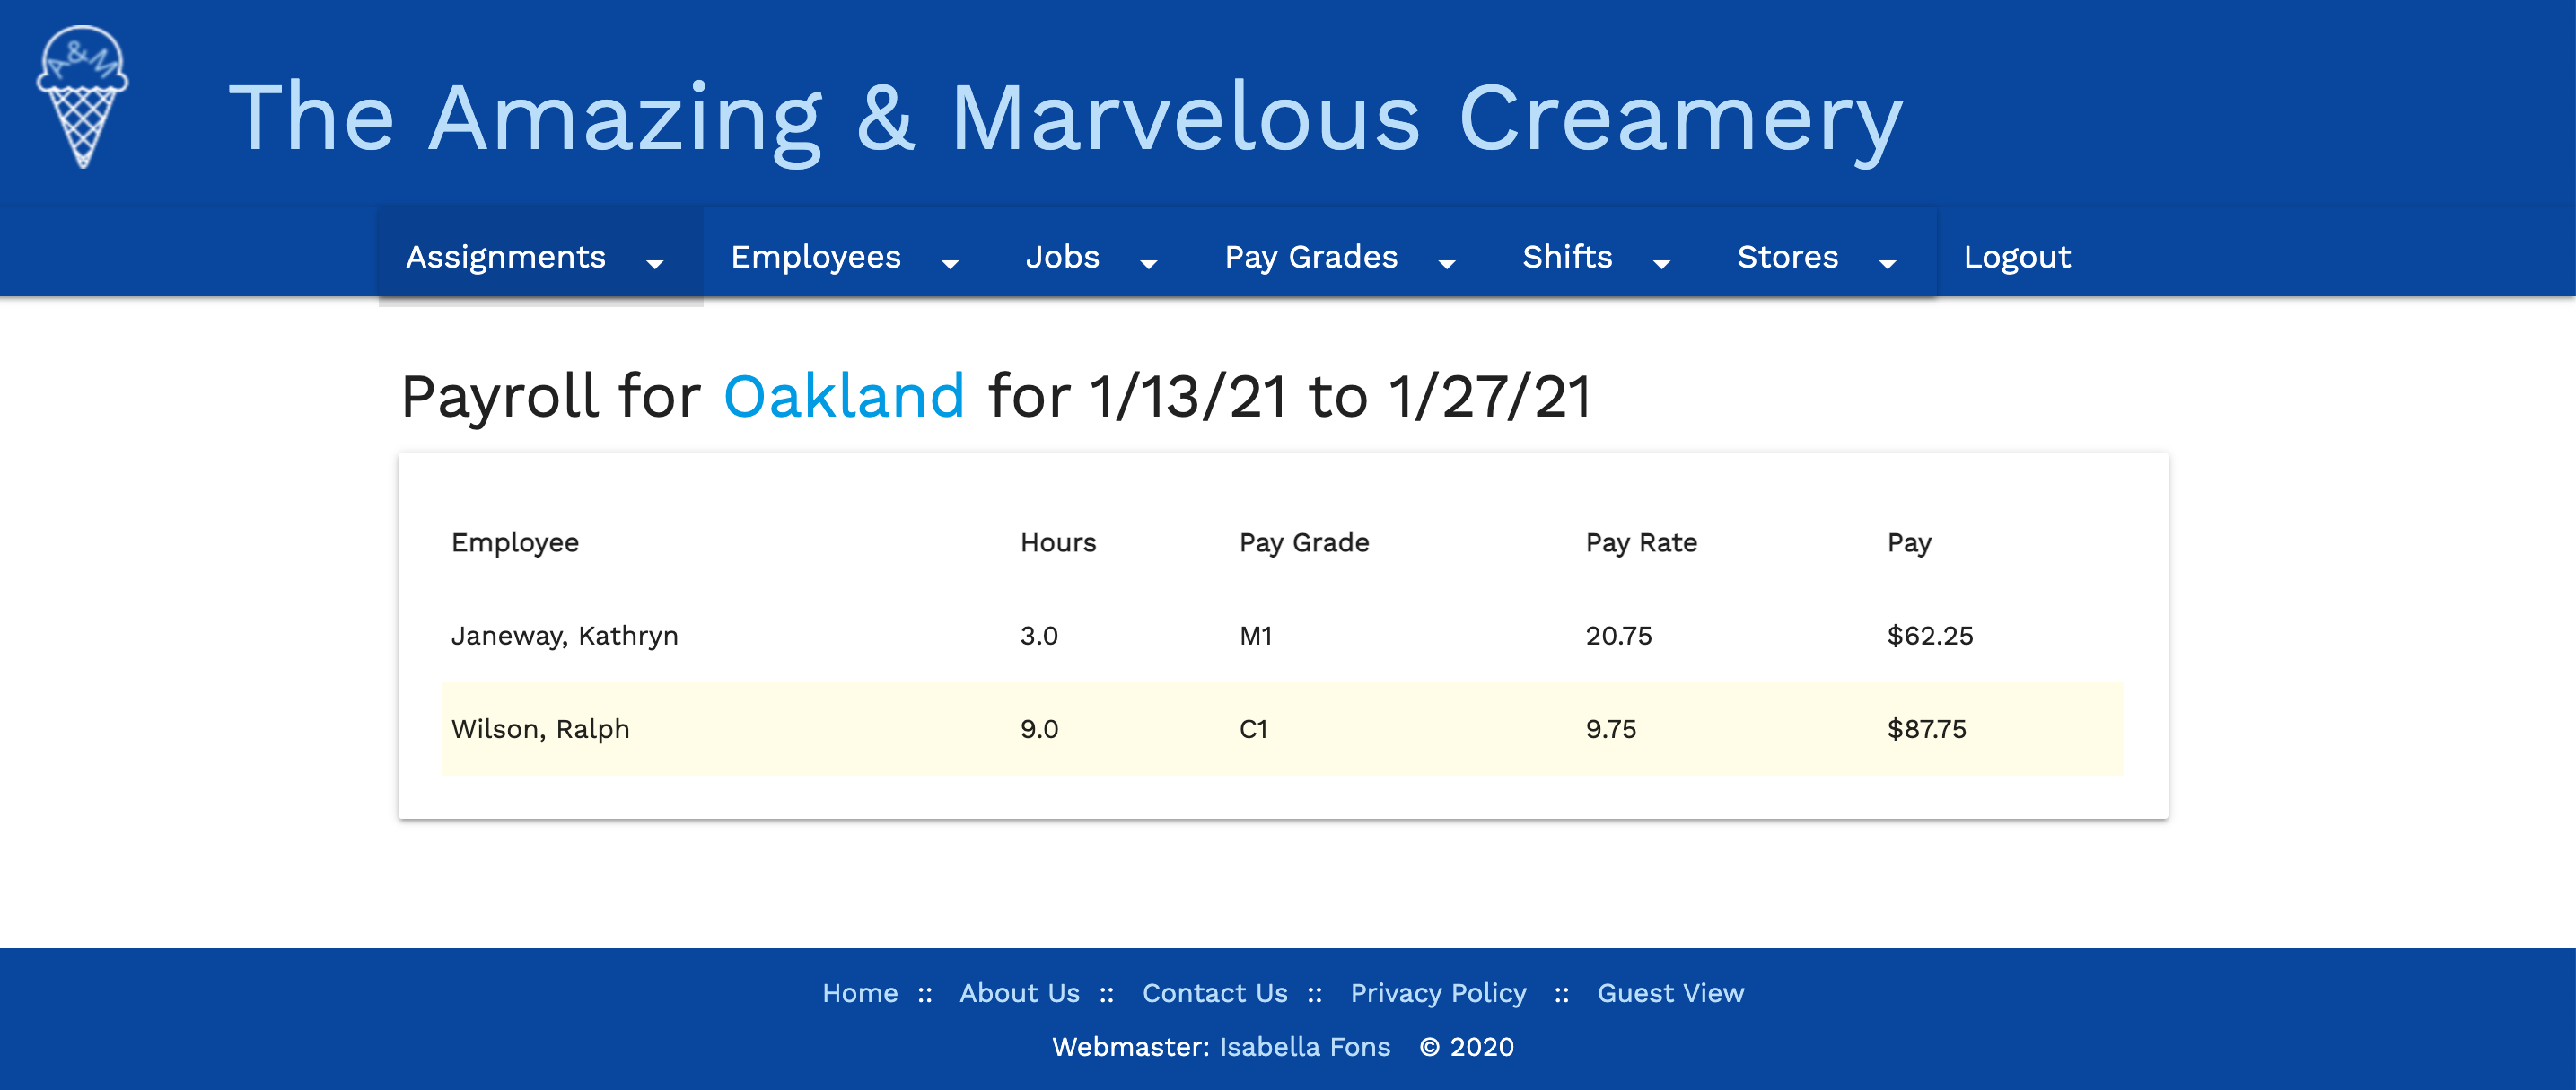 A&M
The Amazing & Marvelous Creamery
Assignments Employees Jobs Pay Grades Shifts Stores Logout
Payroll for Oakland for 1/13/21 to 1/27/21
Employee Hours Pay Grade Pay Rate Pay
Janeway, Kathryn 3.0 M1 20.75 $62.25
Wilson, Ralph 9.0 C1 9.75 $87.75
Home :: About Us :: Contact Us :: Privacy Policy :: Guest View
Webmaster: Isabella Fons © 2020